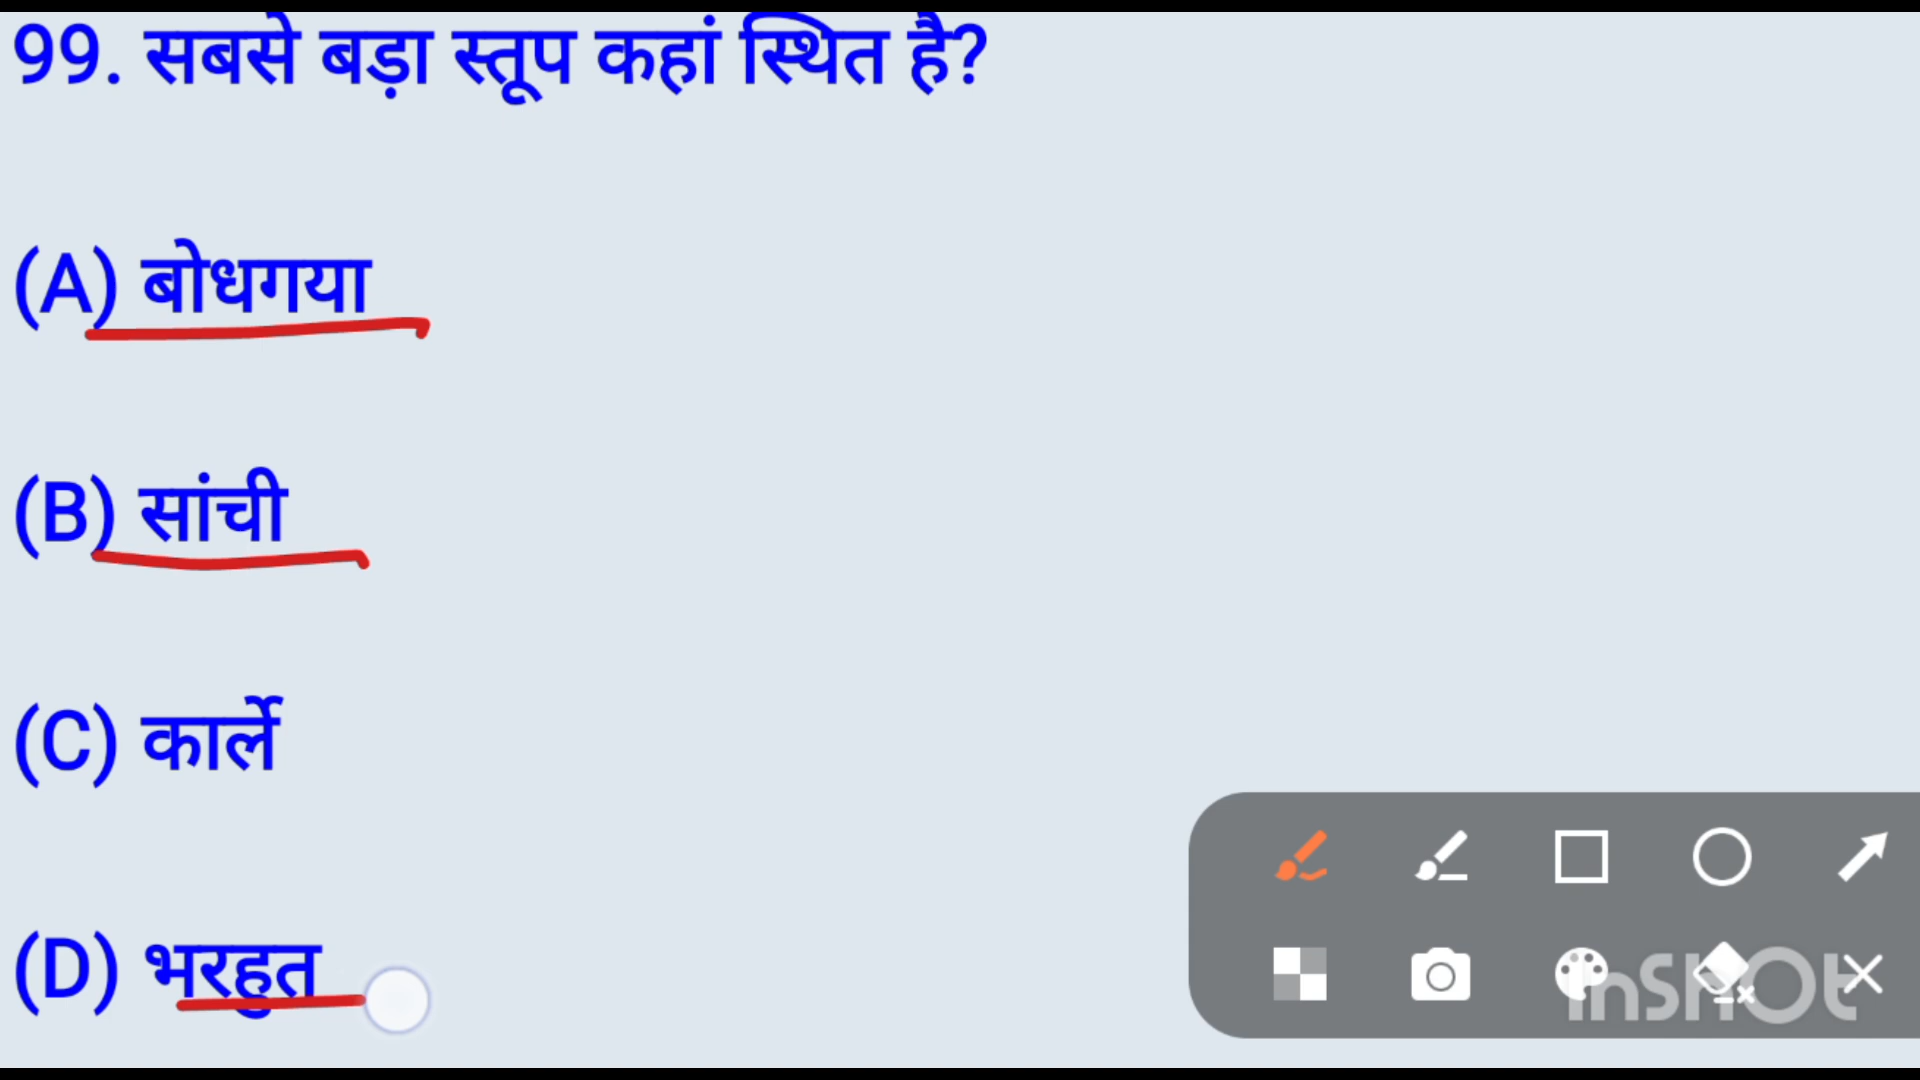 99. सबसे बड़ा स्तूप कहां स्थित है?
(A) बोधगया
(B) सांची
(C) कार्ले
(D) भरहुत
InShOt